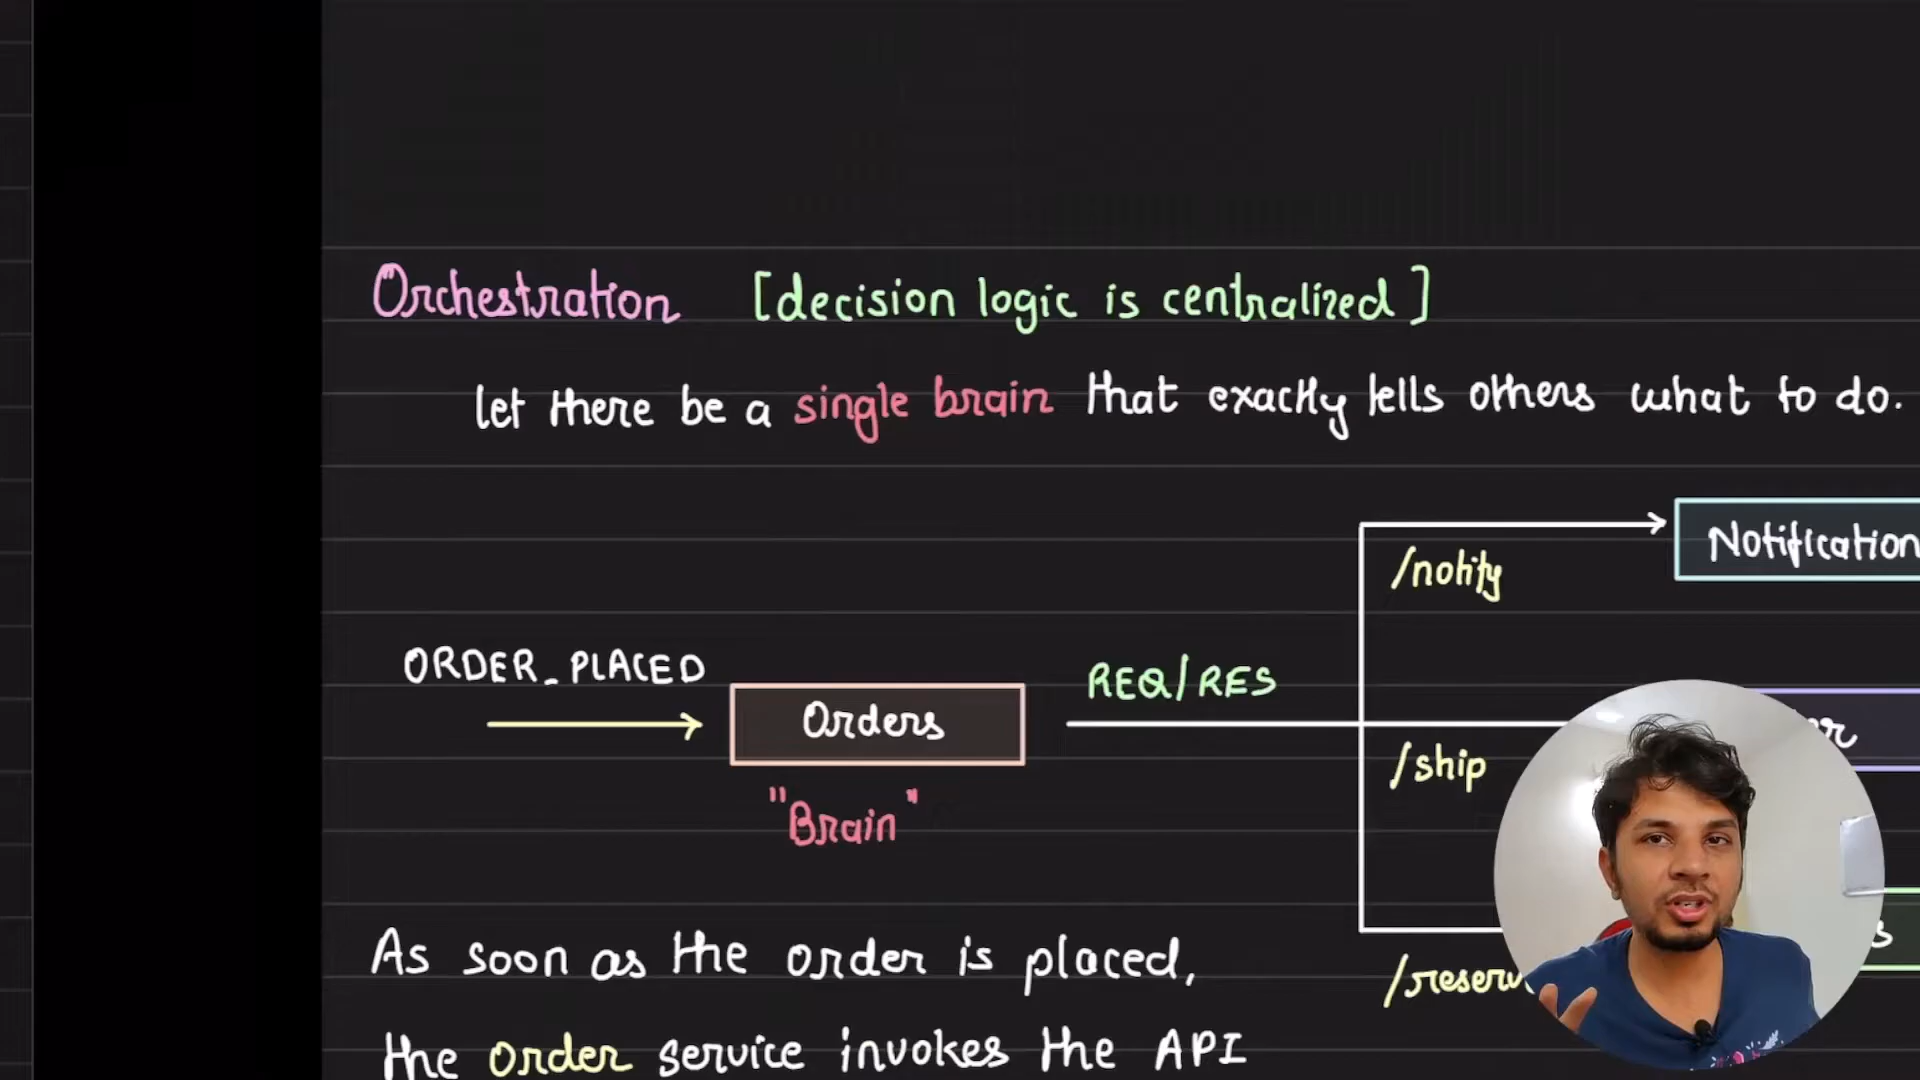 Orchestration [decision logic is centralized]
let there be a single brain that exactly tells others what to do.
Notification
/notify
ORDER_PLACED
REQ/RES
Orders
/ship
"Brain"
As soon as the order is placed,
the order service invokes the API